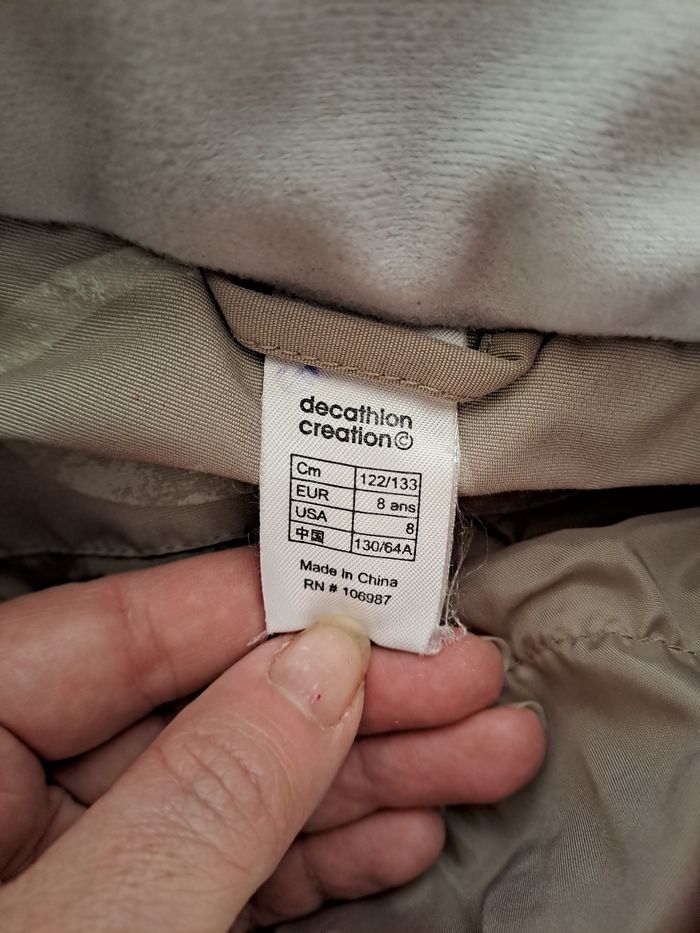 decathlon
creation©
Cm 122/133
EUR 8 ans
USA 8
中国 130/64A
Made in China
RN # 106987